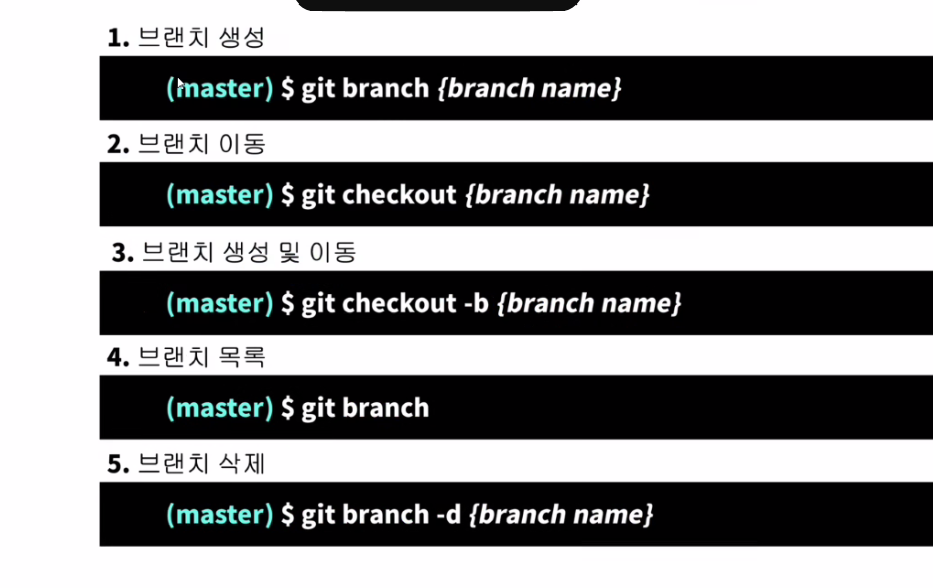 1. 브랜치 생성
(master) $ git branch {branch name}
2. 브랜치 이동
(master) $ git checkout {branch name}
3. 브랜치 생성 및 이동
(master) $ git checkout -b {branch name}
4. 브랜치 목록
(master) $ git branch
5. 브랜치 삭제
(master) $ git branch -d {branch name}